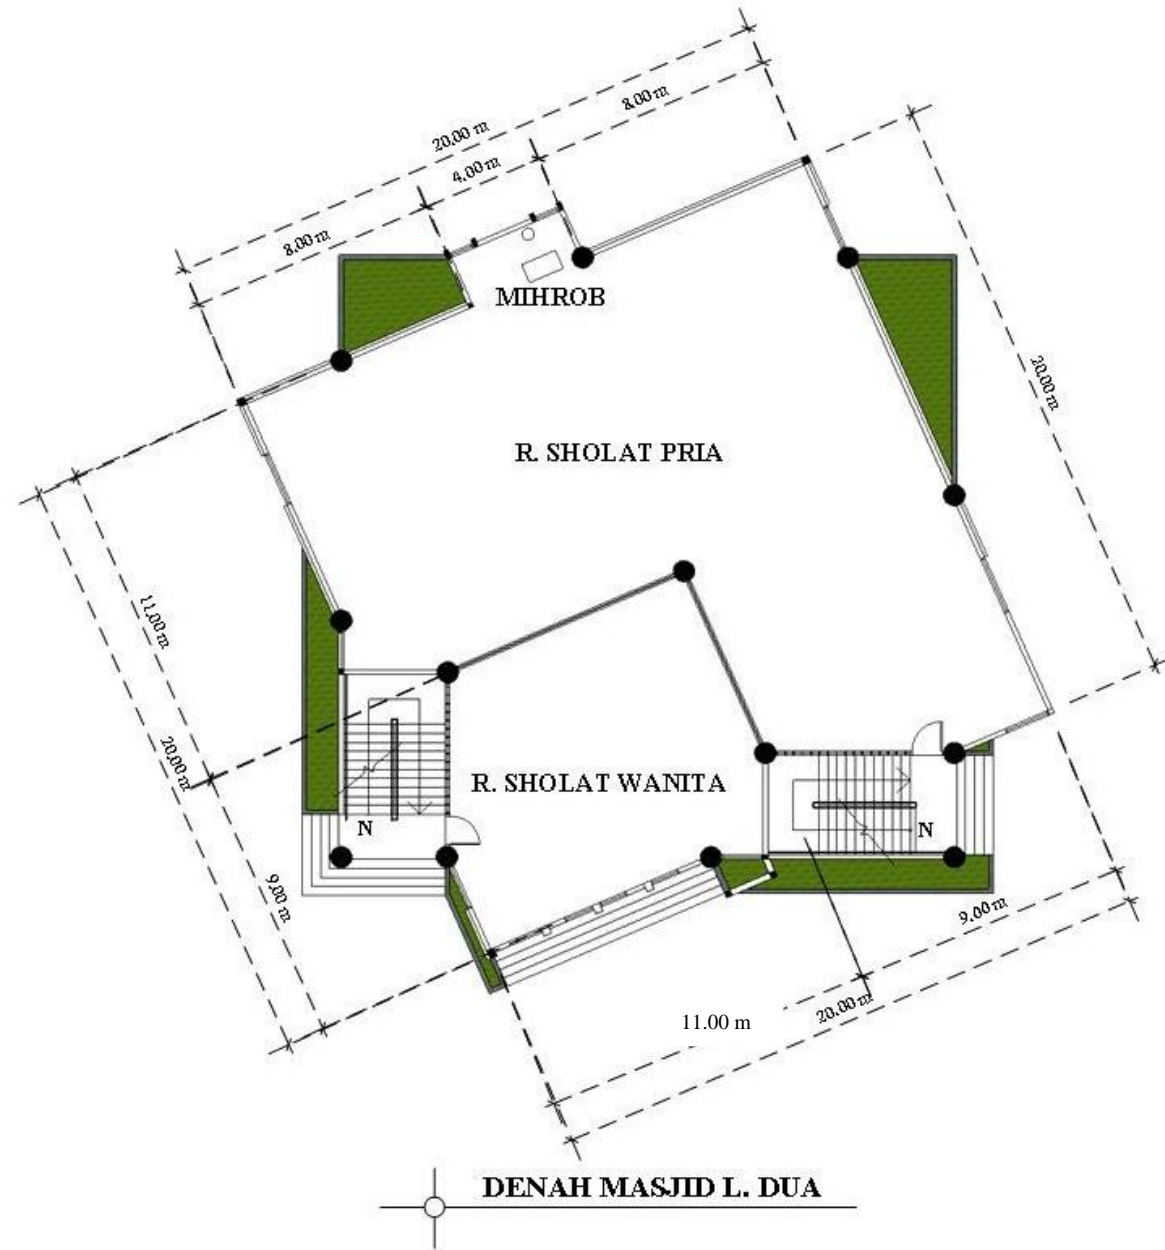 8.00 m
20.00 m
4.00 m
8.00 m
MIHROB
20.00 m
R. SHOLAT PRIA
11.00 m
20.00 m
R. SHOLAT WANITA
N
N
9.00 m
9.00 m
20.00 m
11.00 m
DENAH MASJID L. DUA